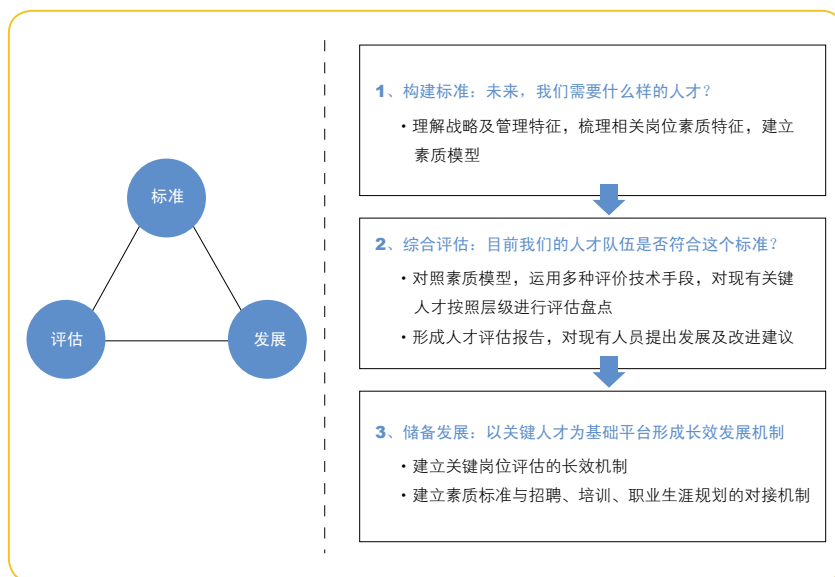 标准
评估
发展
1、构建标准：未来，我们需要什么样的人才？
·理解战略及管理特征，梳理相关岗位素质特征，建立
素质模型
2、综合评估：目前我们的人才队伍是否符合这个标准？
·对照素质模型，运用多种评价技术手段，对现有关键
人才按照层级进行评估盘点
·形成人才评估报告，对现有人员提出发展及改进建议
3、储备发展：以关键人才为基础平台形成长效发展机制
·建立关键岗位评估的长效机制
·建立素质标准与招聘、培训、职业生涯规划的对接机制